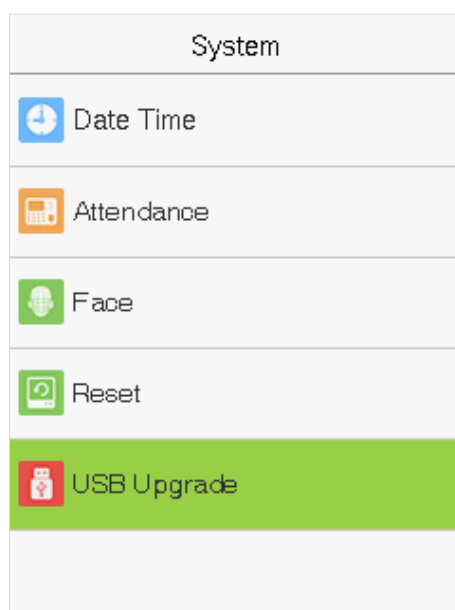 System
Date Time
Attendance
Face
Reset
USB Upgrade